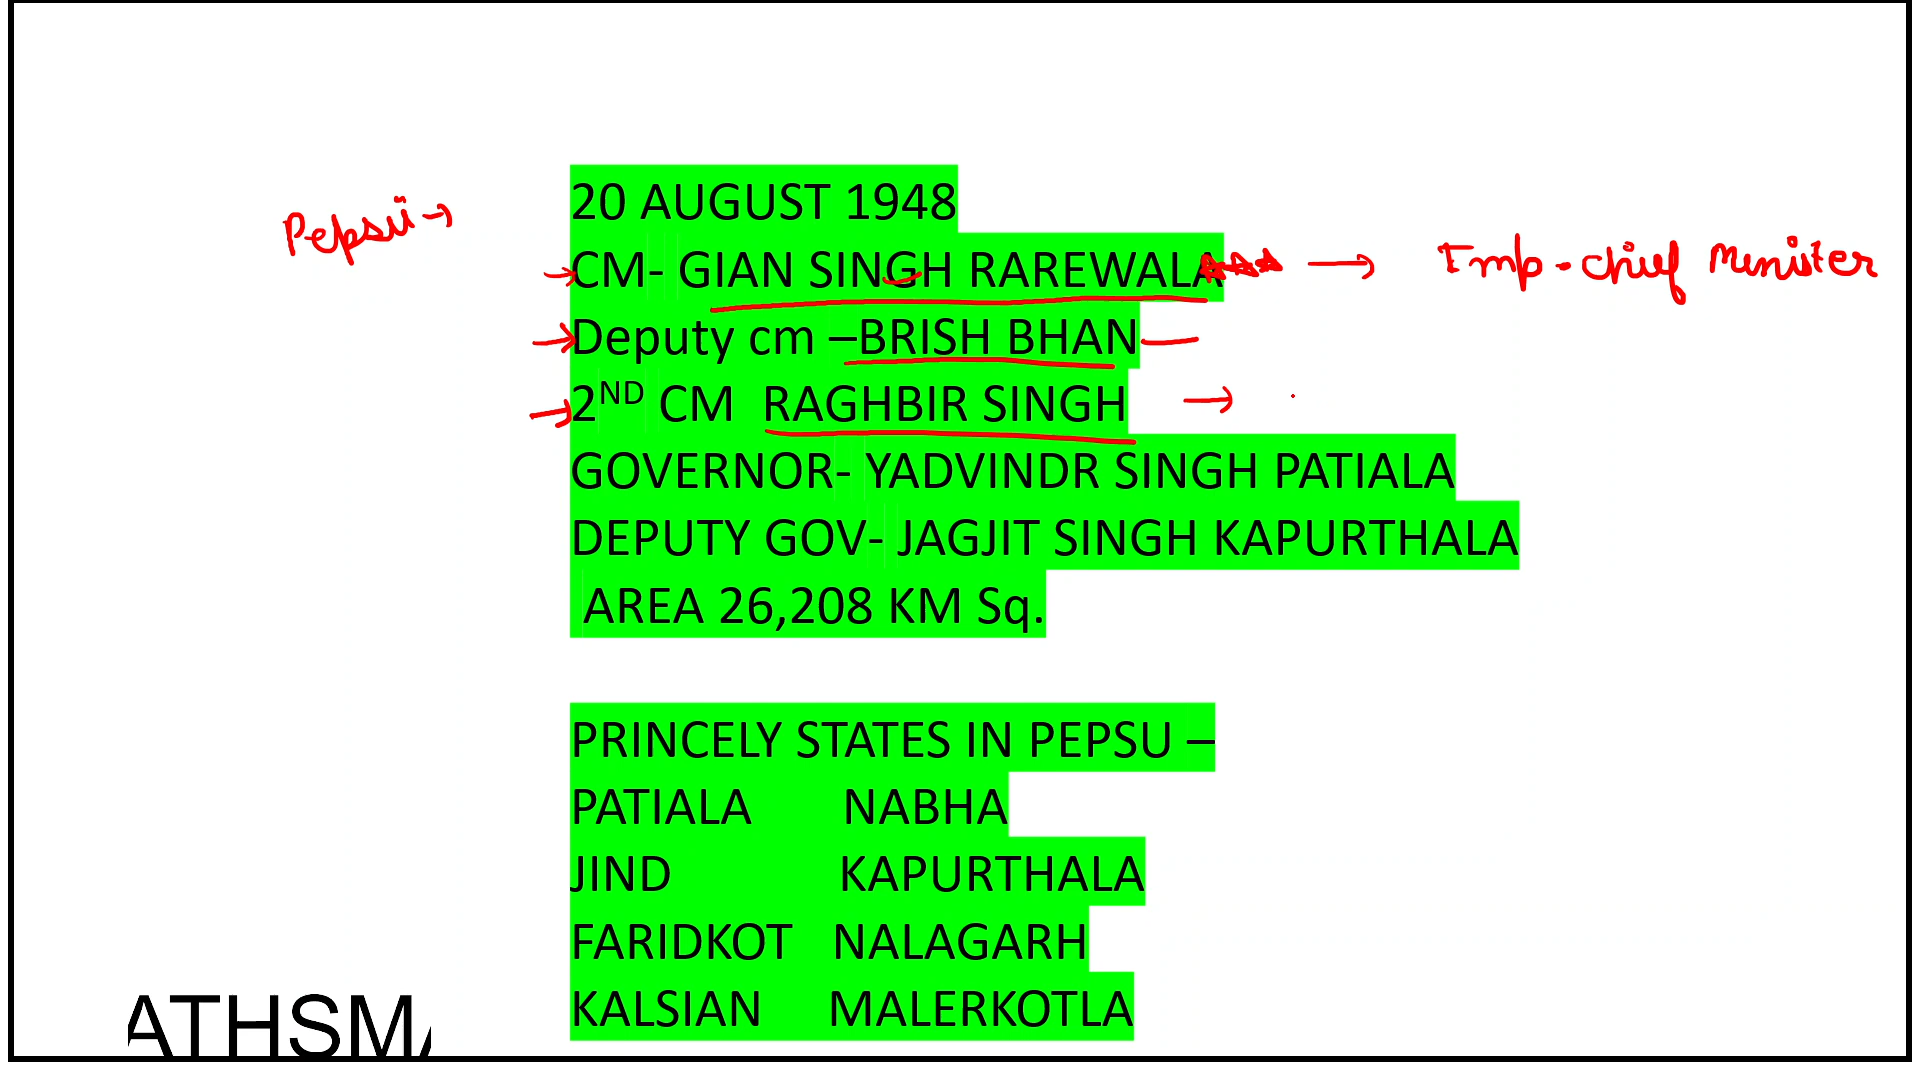 20 AUGUST 1948
Pepsu →
CM- GIAN SINGH RAREWALA → Imp. Chief Minister
Deputy cm –BRISH BHAN
2ND CM RAGHBIR SINGH →
GOVERNOR- YADVINDR SINGH PATIALA
DEPUTY GOV- JAGJIT SINGH KAPURTHALA
AREA 26,208 KM Sq.
PRINCELY STATES IN PEPSU –
PATIALA NABHA
JIND KAPURTHALA
FARIDKOT NALAGARH
KALSIAN MALERKOTLA
ATHSM